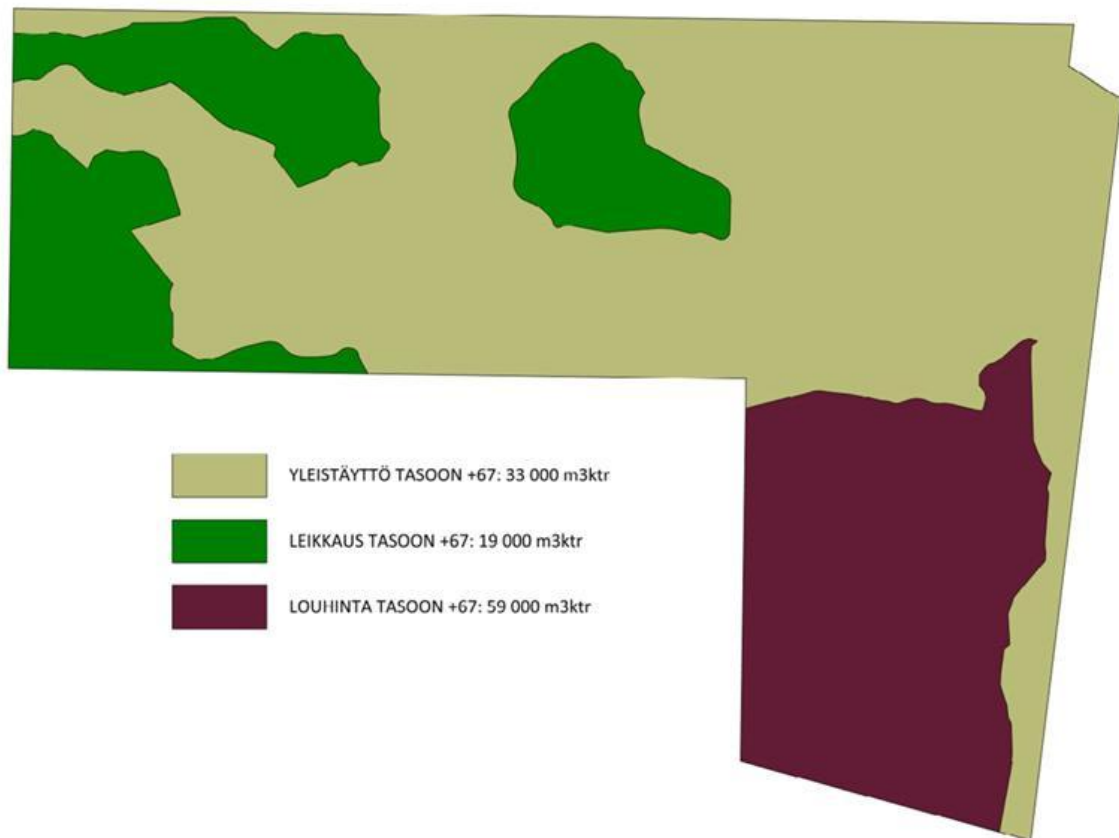 YLEISTÄYTTÖ TASOON +67: 33 000 m3ktr
LEIKKAUS TASOON +67: 19 000 m3ktr
LOUHINTA TASOON +67: 59 000 m3ktr